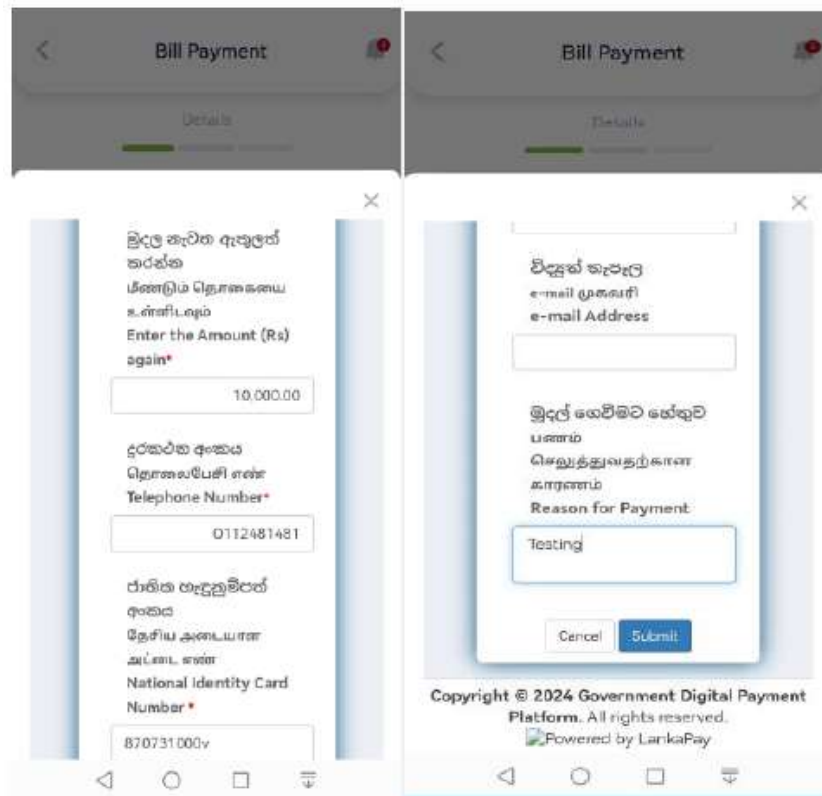 Bill Payment
Details
මුදල නැවත ඇතුලත්
කරන්න
மீண்டும் தொகையை
உள்ளிடவும்
Enter the Amount (Rs)
again*
10,000.00
දුරකථන අංකය
தொலைபேசி எண்
Telephone Number*
0112481481
ජාතික හැඳුනුම්පත්
අංකය
தேசிய அடையாள
அட்டை எண்
National Identity Card
Number *
870731000v
Bill Payment
Details
විද්‍යුත් තැපෑල
e-mail முகவரி
e-mail Address
මුදල් ගෙවීමට හේතුව
பணம்
செலுத்துவதற்கான
காரணம்
Reason for Payment
Testing
Cancel Submit
Copyright © 2024 Government Digital Payment
Platform. All rights reserved.
Powered by LankaPay